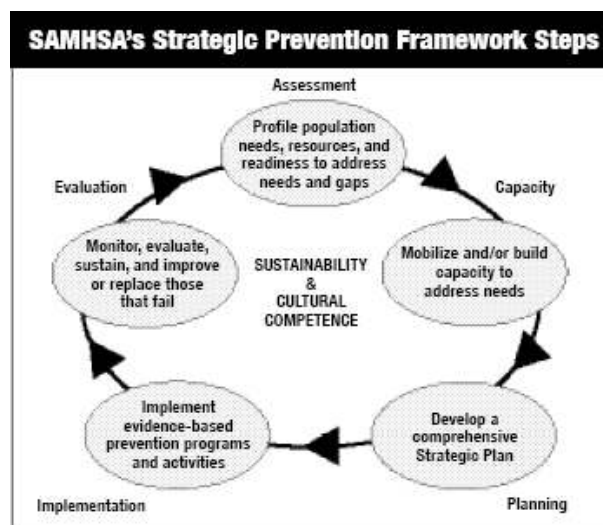 SAMHSA's Strategic Prevention Framework Steps
Assessment
Profile population
needs, resources, and
readiness to address
needs and gaps
Evaluation
Capacity
Monitor, evaluate,
sustain, and improve
or replace those
that fail
SUSTAINABILITY
&
CULTURAL
COMPETENCE
Mobilize and/or build
capacity to
address needs
Implement
evidence-based
prevention programs
and activities
Develop a
comprehensive
Strategic Plan
Implementation
Planning